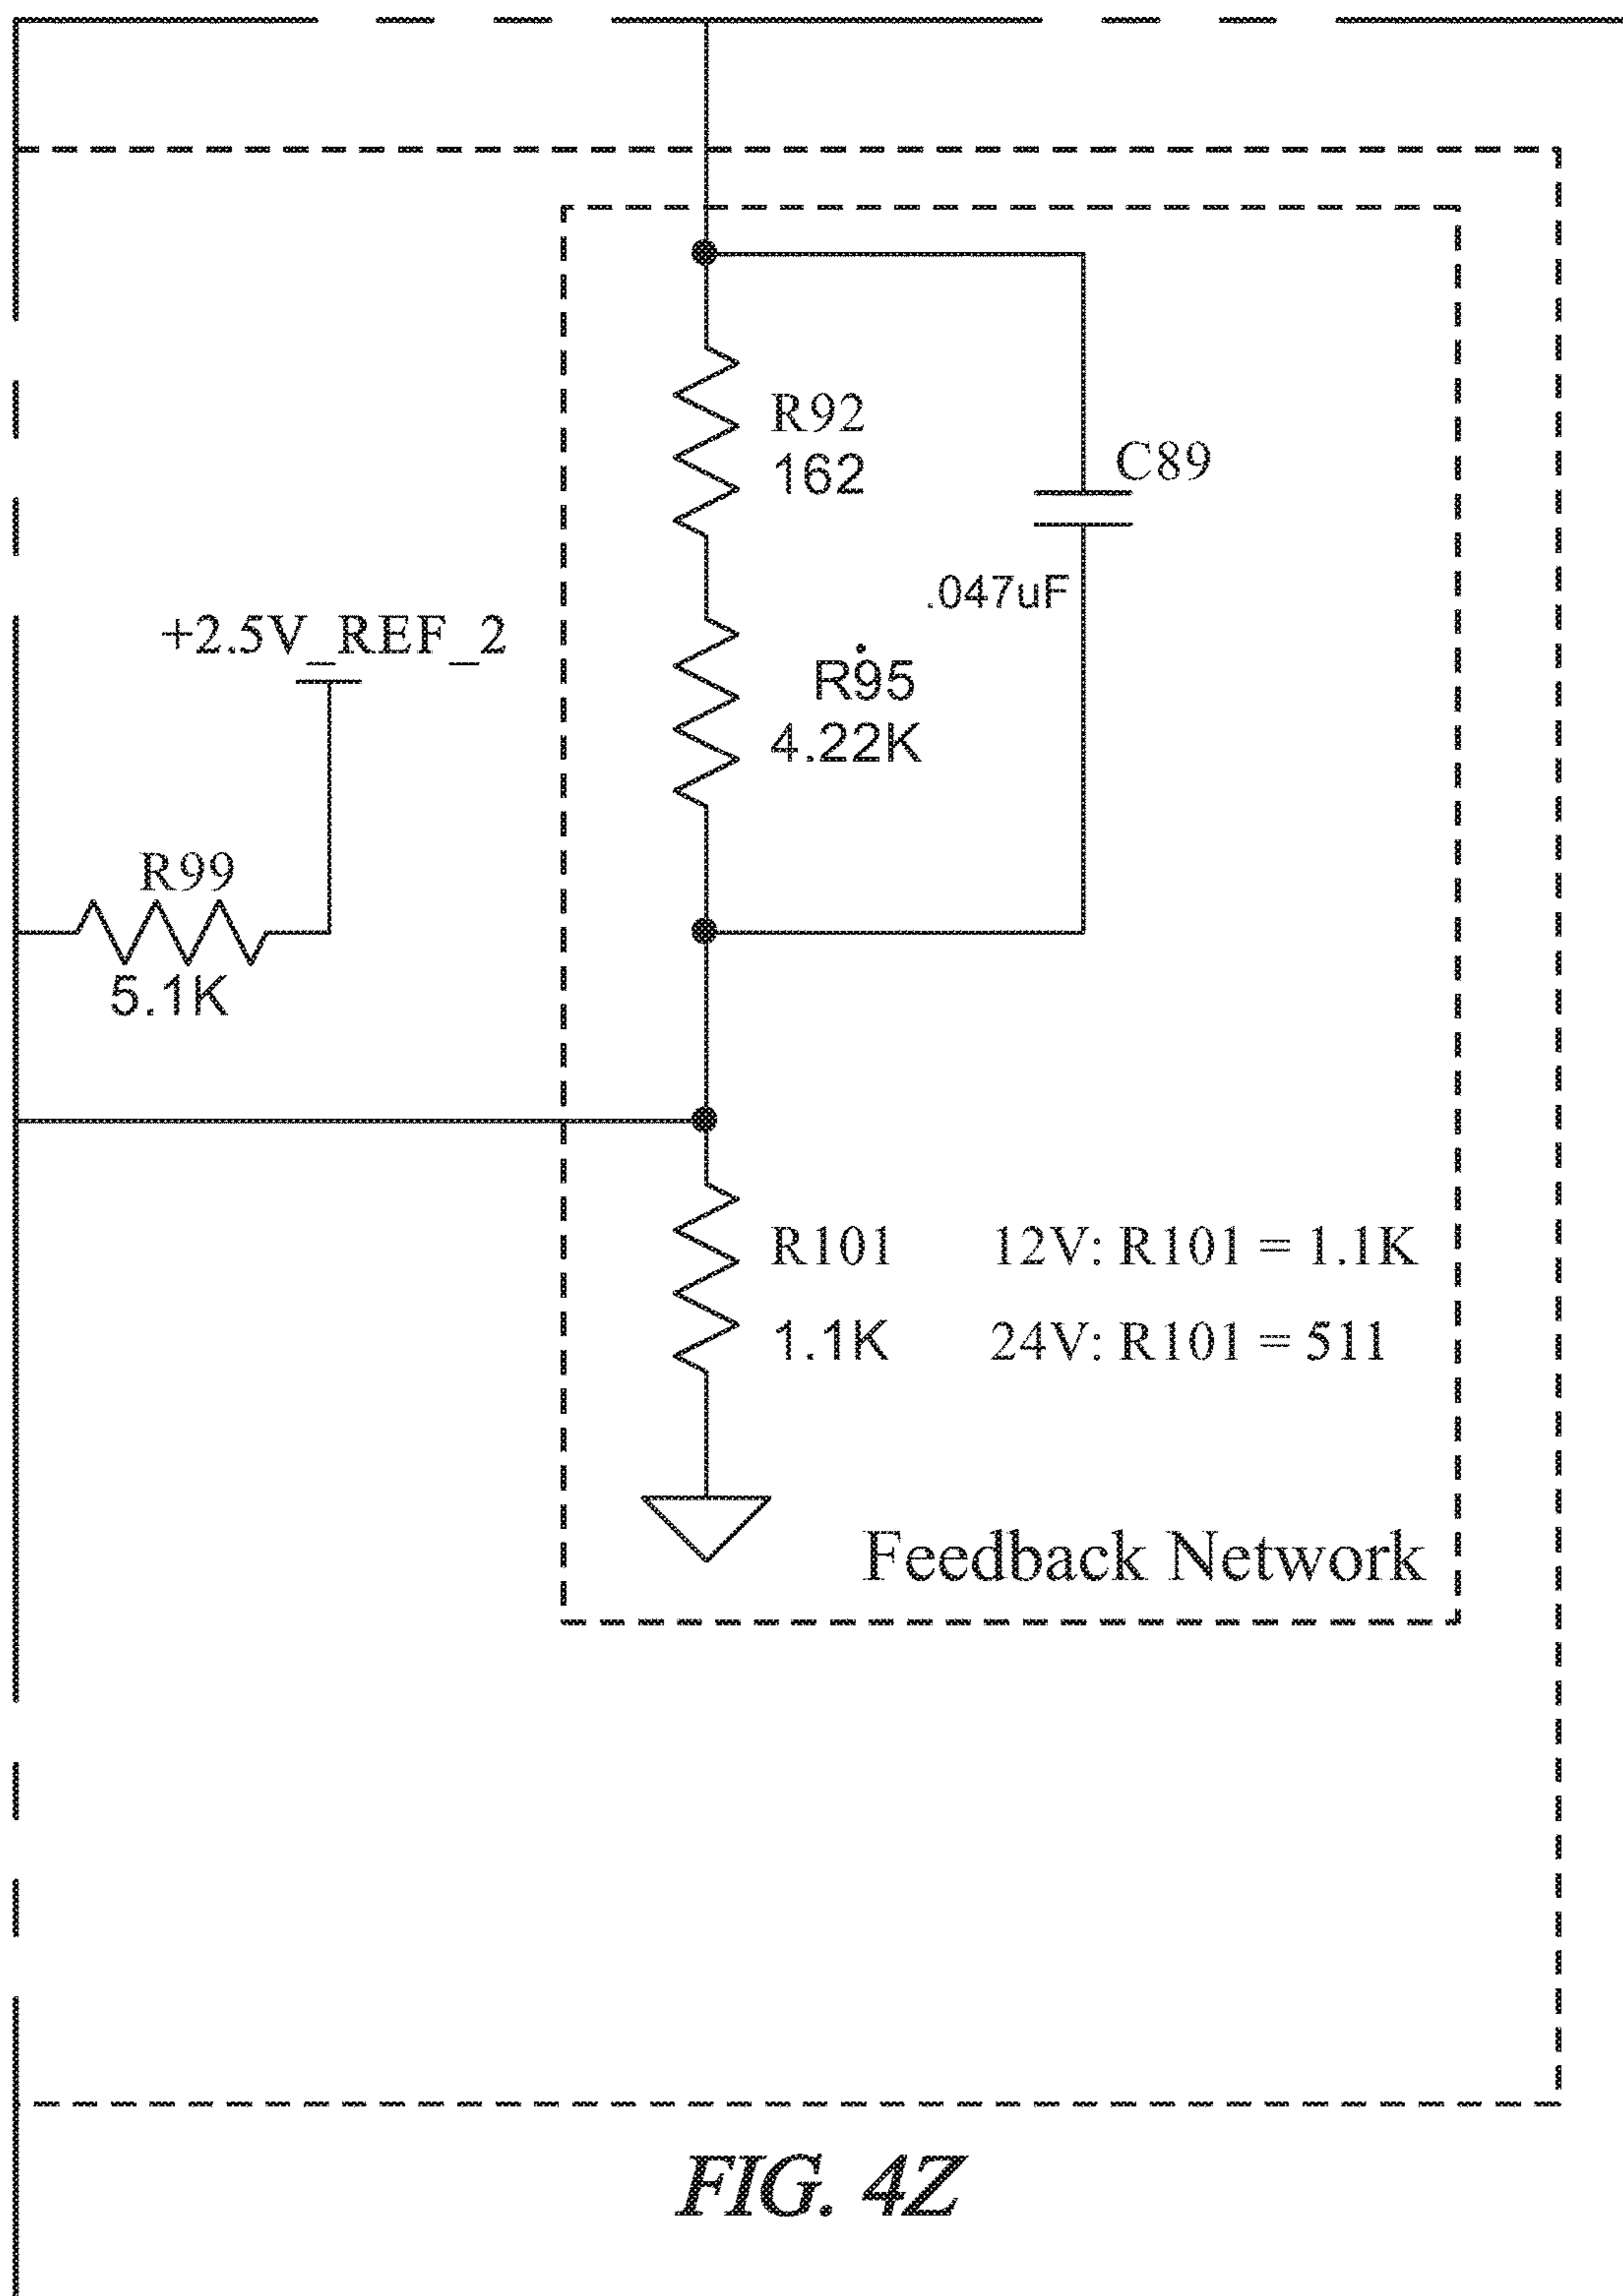 R92
162
C89
.047uF
+2.5V_REF_2
R95
4.22K
R99
5.1K
R101 12V: R101 = 1.1K
1.1K 24V: R101 = 511
Feedback Network
FIG. 4Z